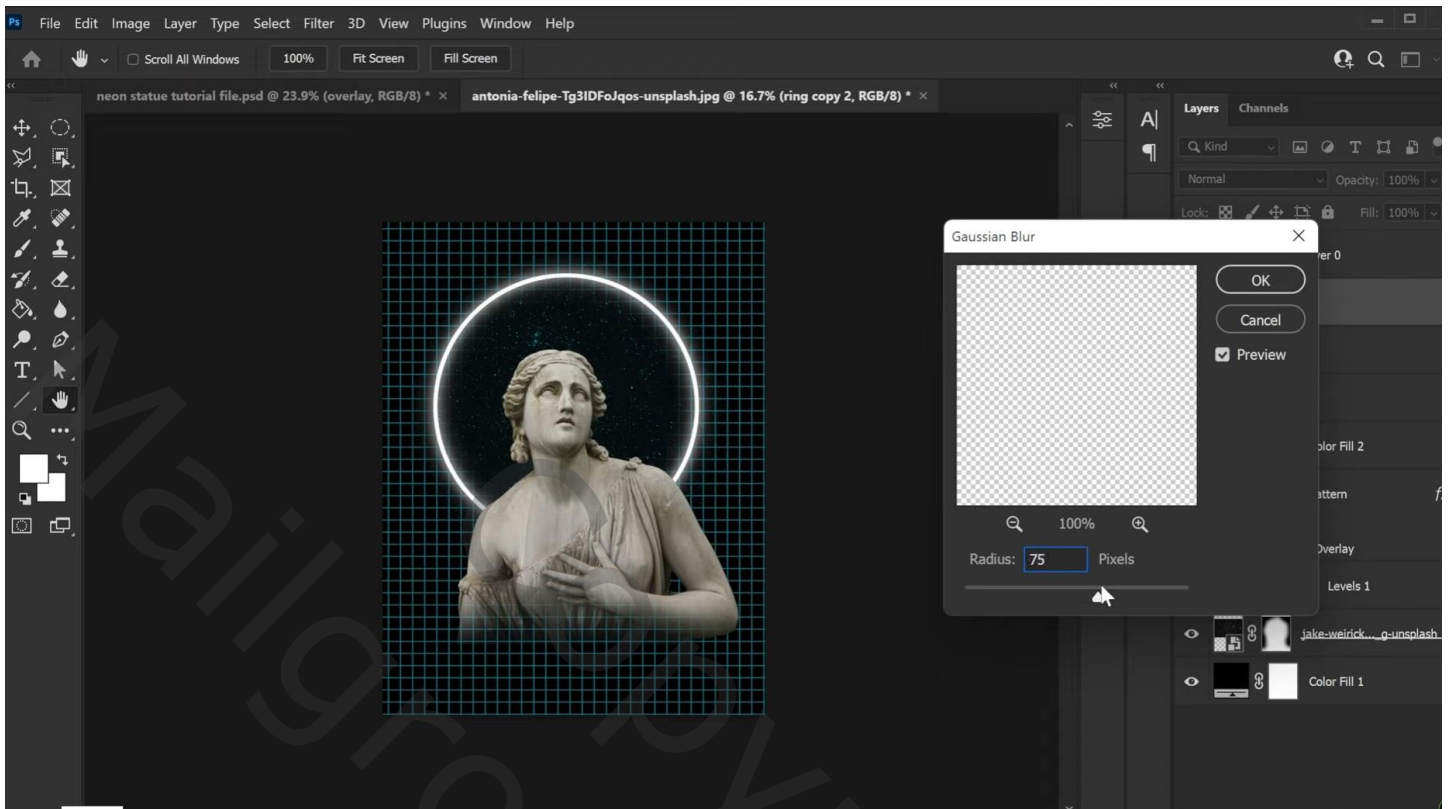 Ps File Edit Image Layer Type Select Filter 3D View Plugins Window Help
Scroll All Windows 100% Fit Screen Fill Screen
neon statue tutorial file.psd @ 23.9% (overlay, RGB/8) * × antonia-felipe-Tg3IDFoJqos-unsplash.jpg @ 16.7% (ring copy 2, RGB/8) * ×
Layers Channels
Kind
Normal Opacity: 100%
Lock: Fill: 100%
Gaussian Blur
yer 0
OK
Cancel
Preview
olor Fill 2
attern
Overlay
100%
Radius: 75 Pixels
Levels 1
jake-weirick..._g-unsplash
Color Fill 1